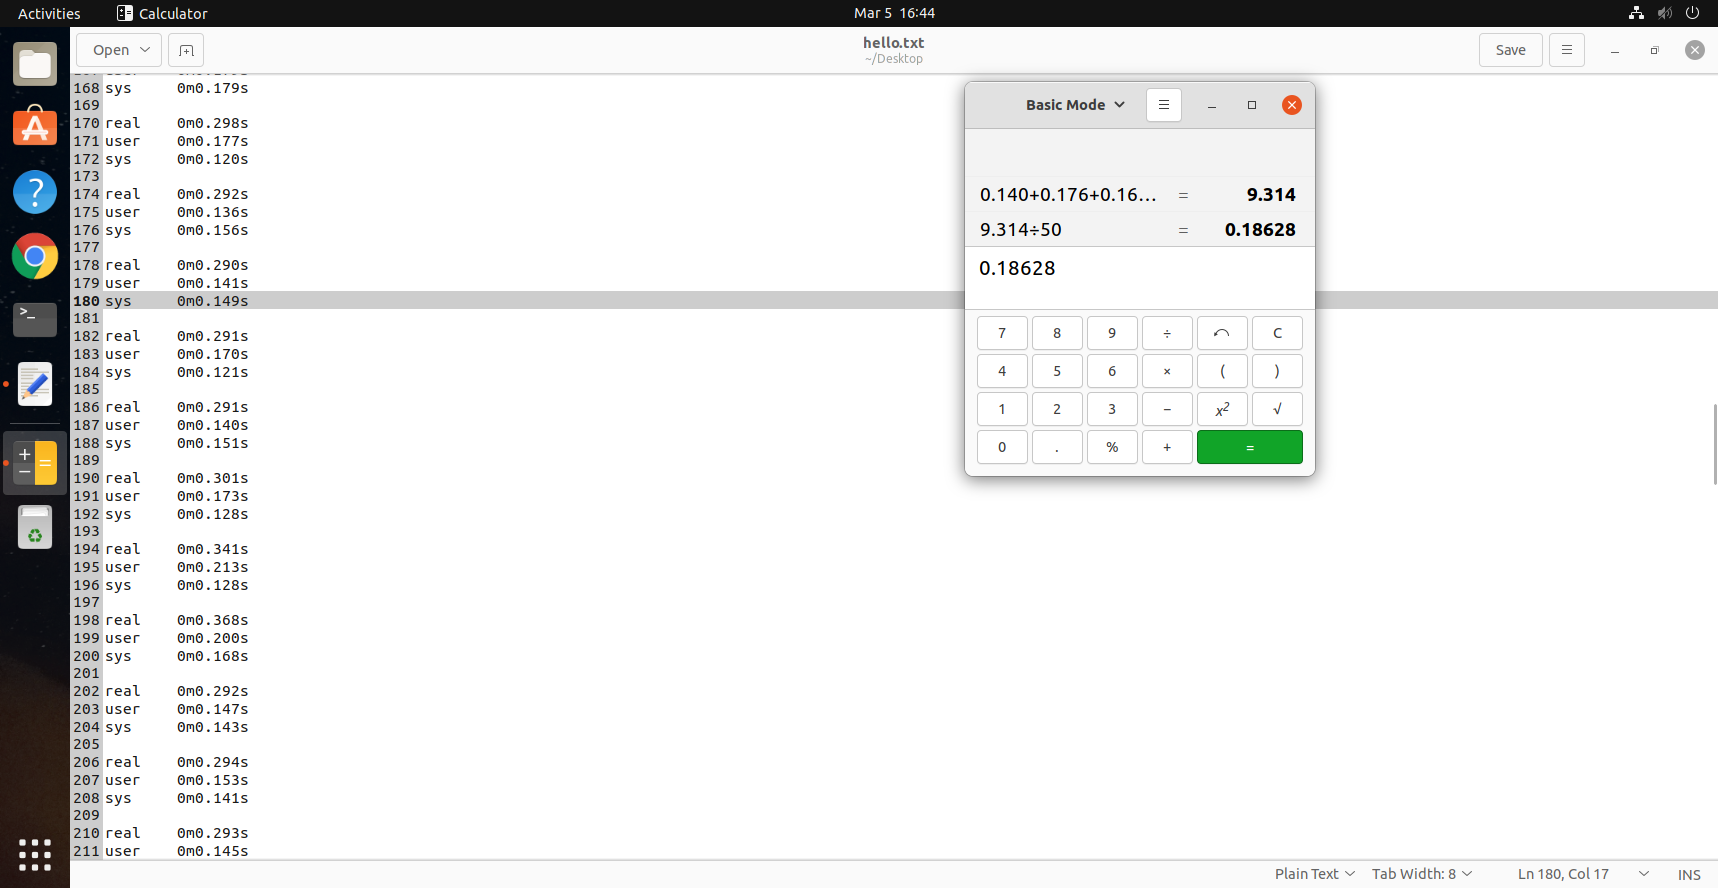 Activities
Calculator
Mar 5 16:44
Open
hello.txt
~/Desktop
Save
168 sys 0m0.179s
169
170 real 0m0.298s
171 user 0m0.177s
172 sys 0m0.120s
173
174 real 0m0.292s
175 user 0m0.136s
176 sys 0m0.156s
177
178 real 0m0.290s
179 user 0m0.141s
180 sys 0m0.149s
181
182 real 0m0.291s
183 user 0m0.170s
184 sys 0m0.121s
185
186 real 0m0.291s
187 user 0m0.140s
188 sys 0m0.151s
189
190 real 0m0.301s
191 user 0m0.173s
192 sys 0m0.128s
193
194 real 0m0.341s
195 user 0m0.213s
196 sys 0m0.128s
197
198 real 0m0.368s
199 user 0m0.200s
200 sys 0m0.168s
201
202 real 0m0.292s
203 user 0m0.147s
204 sys 0m0.143s
205
206 real 0m0.294s
207 user 0m0.153s
208 sys 0m0.141s
209
210 real 0m0.293s
211 user 0m0.145s
Basic Mode
0.140+0.176+0.16... = 9.314
9.314÷50 = 0.18628
0.18628
7 8 9 ÷ C
4 5 6 × ( )
1 2 3 − x² √
0 . % + =
Plain Text
Tab Width: 8
Ln 180, Col 17
INS